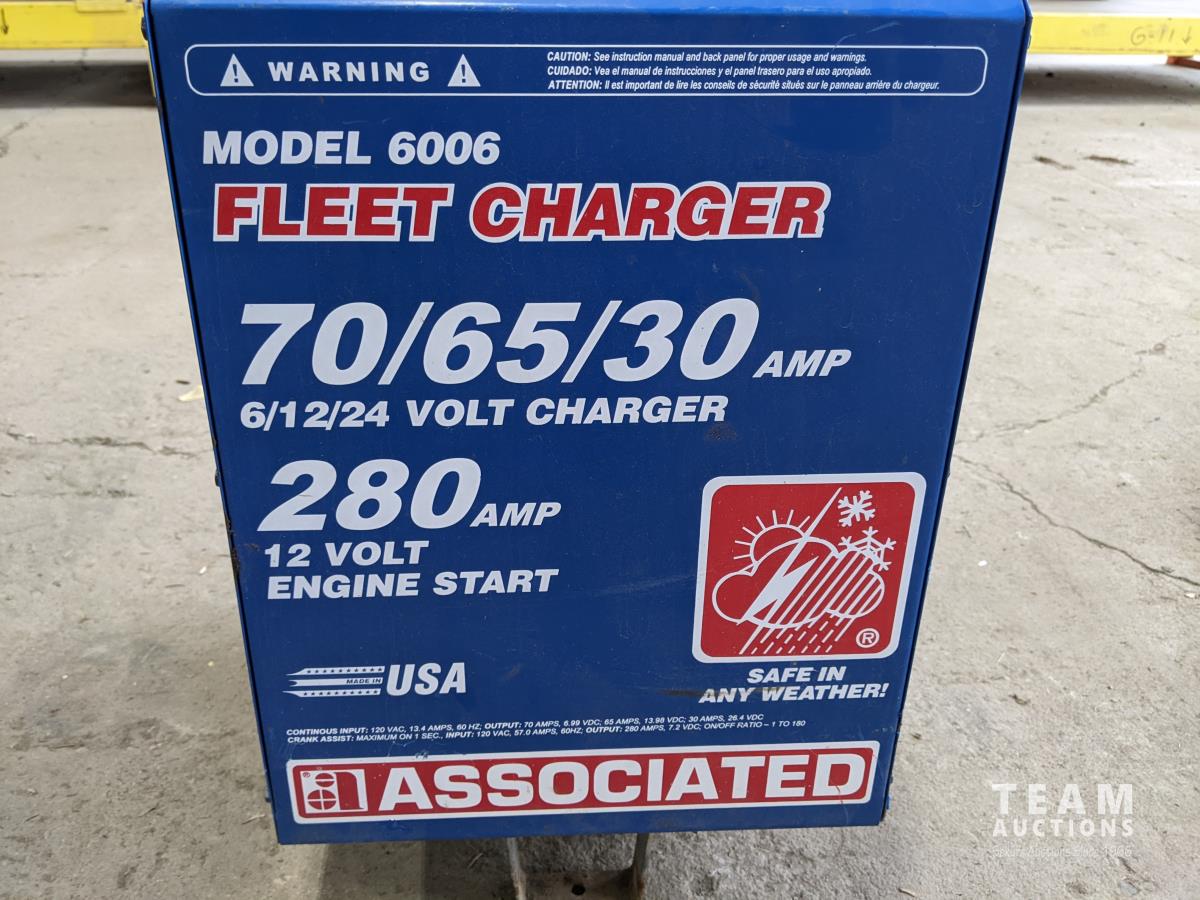 WARNING
CAUTION: See instruction manual and back panel for proper usage and warnings.
CUIDADO: Vea el manual de instrucciones y el panel trasero para el uso apropiado.
ATTENTION: Il est important de lire les conseils de sécurité situés sur le panneau arrière du chargeur.
MODEL 6006
FLEET CHARGER
70/65/30 AMP
6/12/24 VOLT CHARGER
280 AMP
12 VOLT
ENGINE START
®
MADE IN USA
SAFE IN
ANY WEATHER!
CONTINOUS INPUT: 120 VAC, 13.4 AMPS, 60 HZ; OUTPUT: 70 AMPS, 6.99 VDC; 65 AMPS, 13.98 VDC; 30 AMPS, 26.4 VDC
CRANK ASSIST: MAXIMUM ON 1 SEC., INPUT: 120 VAC, 57.0 AMPS, 60HZ; OUTPUT: 280 AMPS, 7.2 VDC; ON/OFF RATIO – 1 TO 180
ASSOCIATED
TEAM
AUCTIONS